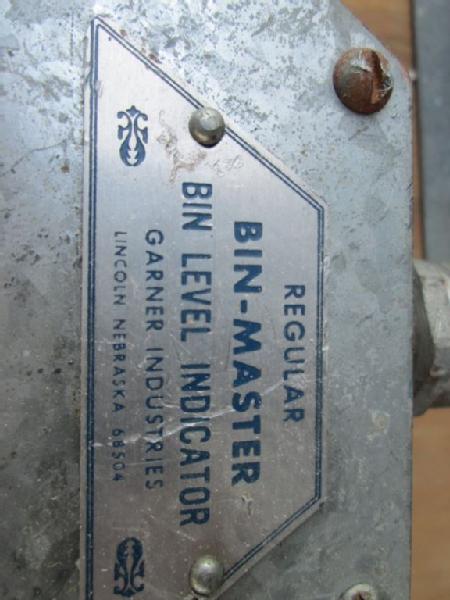 REGULAR
BIN-MASTER
BIN LEVEL INDICATOR
GARNER INDUSTRIES
LINCOLN NEBRASKA 68504